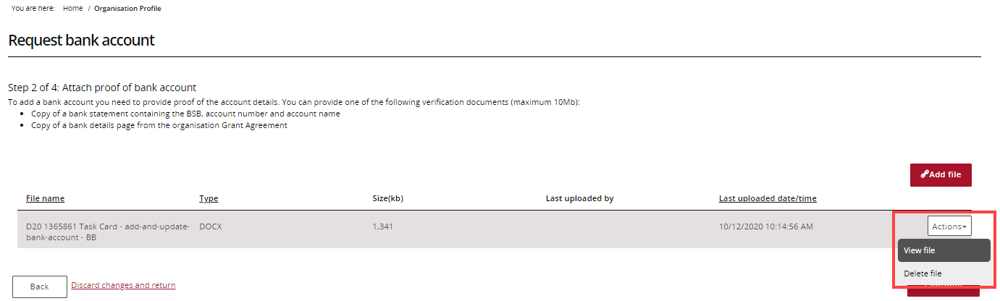 You are here: Home / Organisation Profile
Request bank account
Step 2 of 4: Attach proof of bank account
To add a bank account you need to provide proof of the account details. You can provide one of the following verification documents (maximum 10Mb):
• Copy of a bank statement containing the BSB, account number and account name
• Copy of a bank details page from the organisation Grant Agreement
Add file
File name Type Size(kb) Last uploaded by Last uploaded date/time
D20 1365861 Task Card - add-and-update- DOCX 1,341 10/12/2020 10:14:56 AM Actions
bank-account - BB
View file
Delete file
Back Discard changes and return